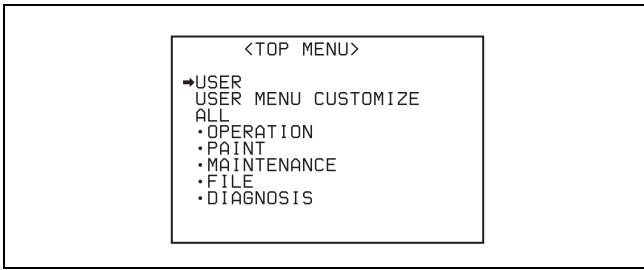 <TOP MENU>
➡USER
USER MENU CUSTOMIZE
ALL
・OPERATION
・PAINT
・MAINTENANCE
・FILE
・DIAGNOSIS